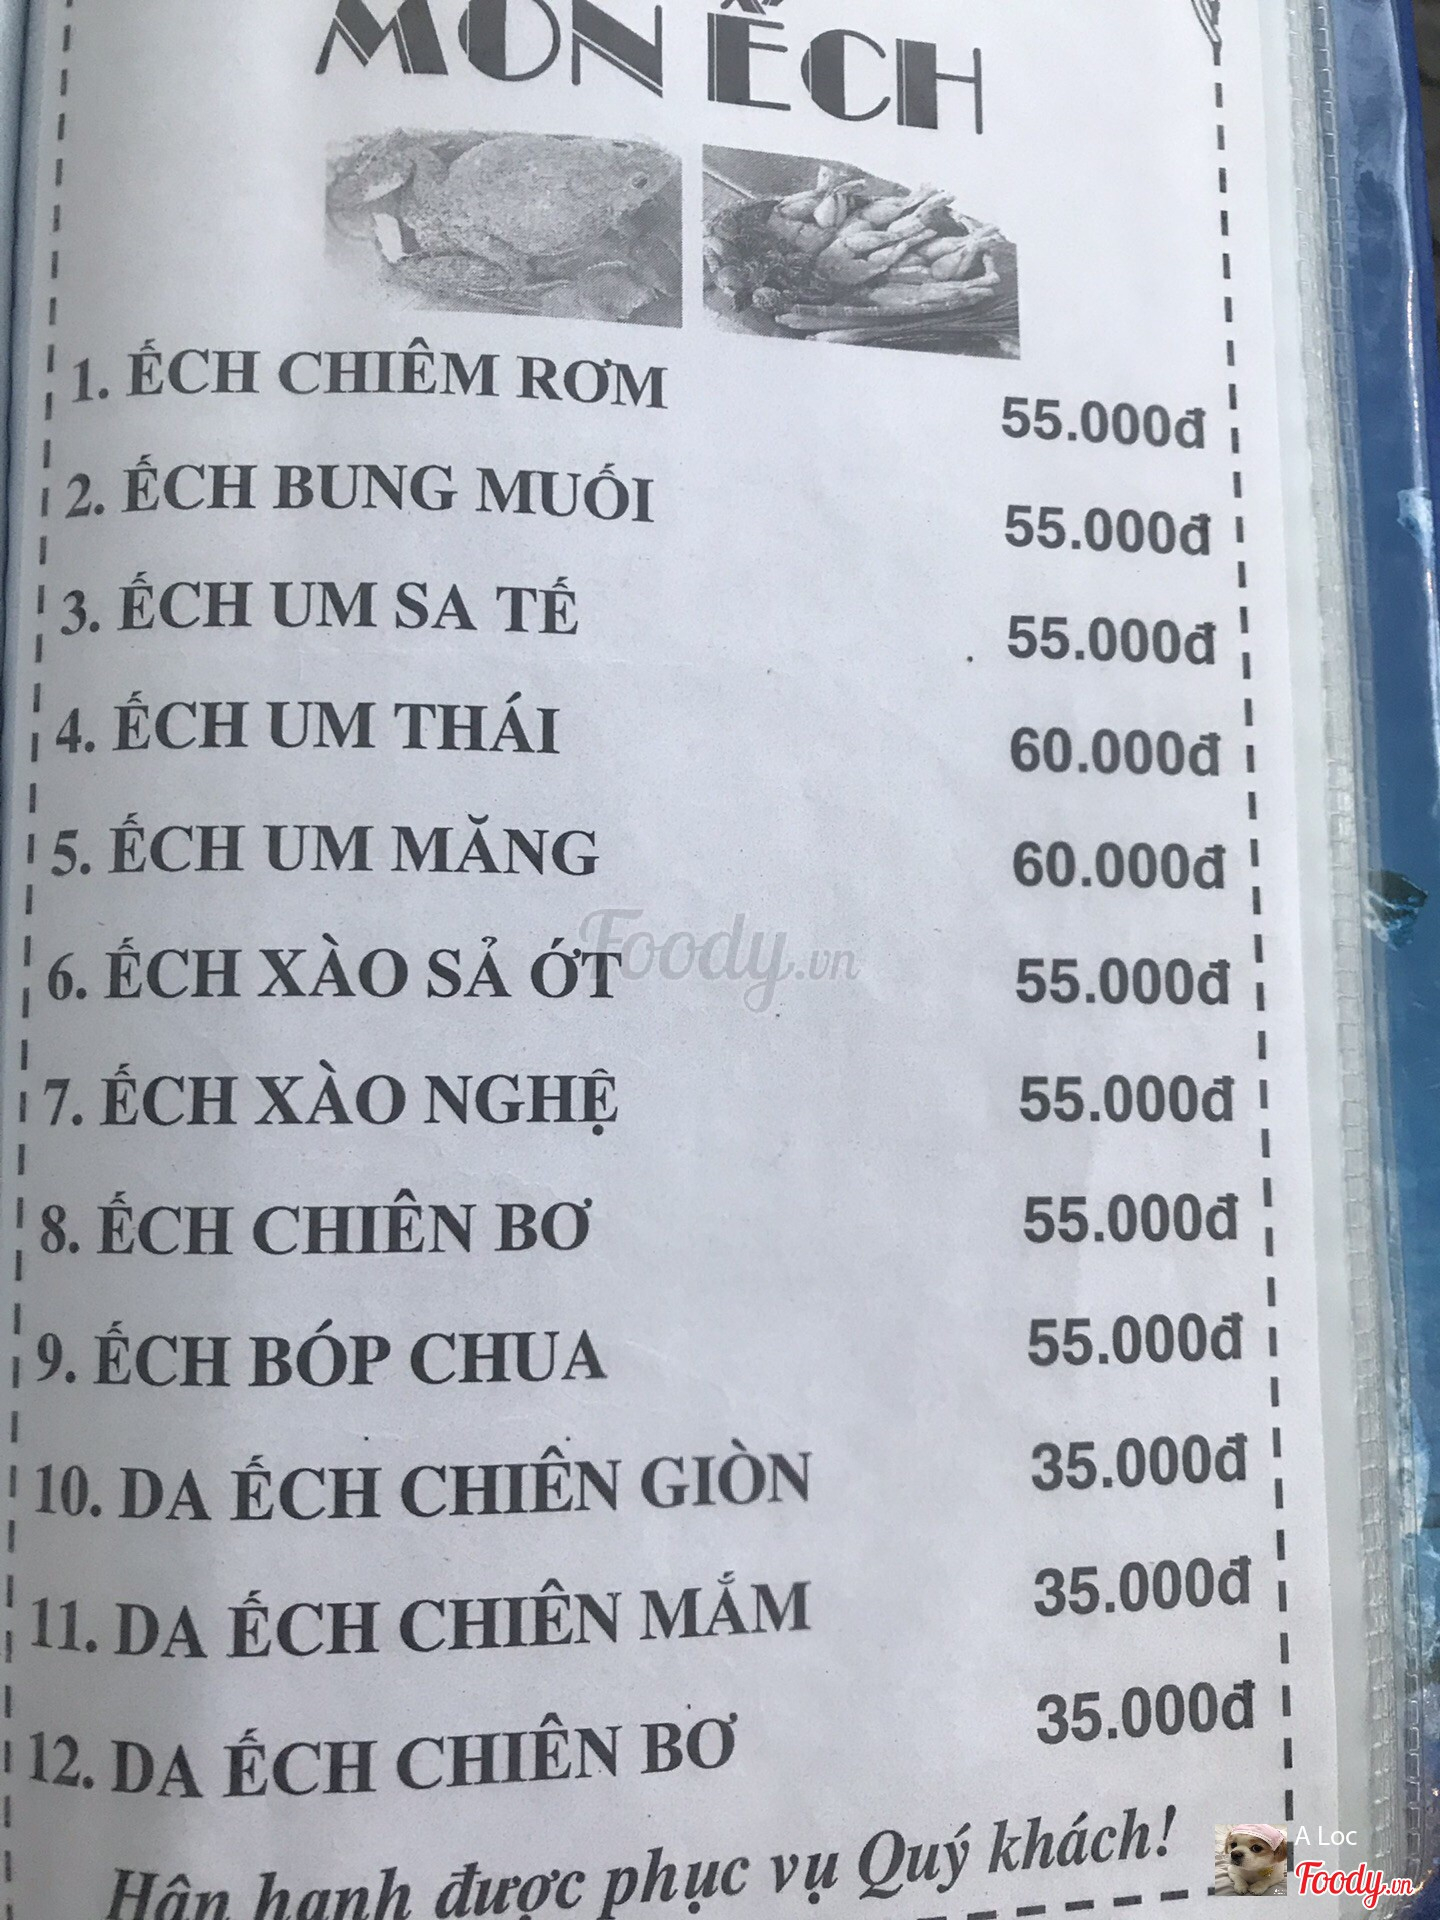 MÓN ẾCH
1. ẾCH CHIÊM RƠM 55.000đ
2. ẾCH BUNG MUỐI 55.000đ
3. ẾCH UM SA TẾ 55.000đ
4. ẾCH UM THÁI 60.000đ
5. ẾCH UM MĂNG 60.000đ
6. ẾCH XÀO SẢ ỚT 55.000đ
Foody.vn
7. ẾCH XÀO NGHỆ 55.000đ
8. ẾCH CHIÊN BƠ 55.000đ
9. ẾCH BÓP CHUA 55.000đ
10. DA ẾCH CHIÊN GIÒN 35.000đ
11. DA ẾCH CHIÊN MẮM 35.000đ
12. DA ẾCH CHIÊN BƠ 35.000đ
Hân hạnh được phục vụ Quý khách!
A Loc
Foody.vn